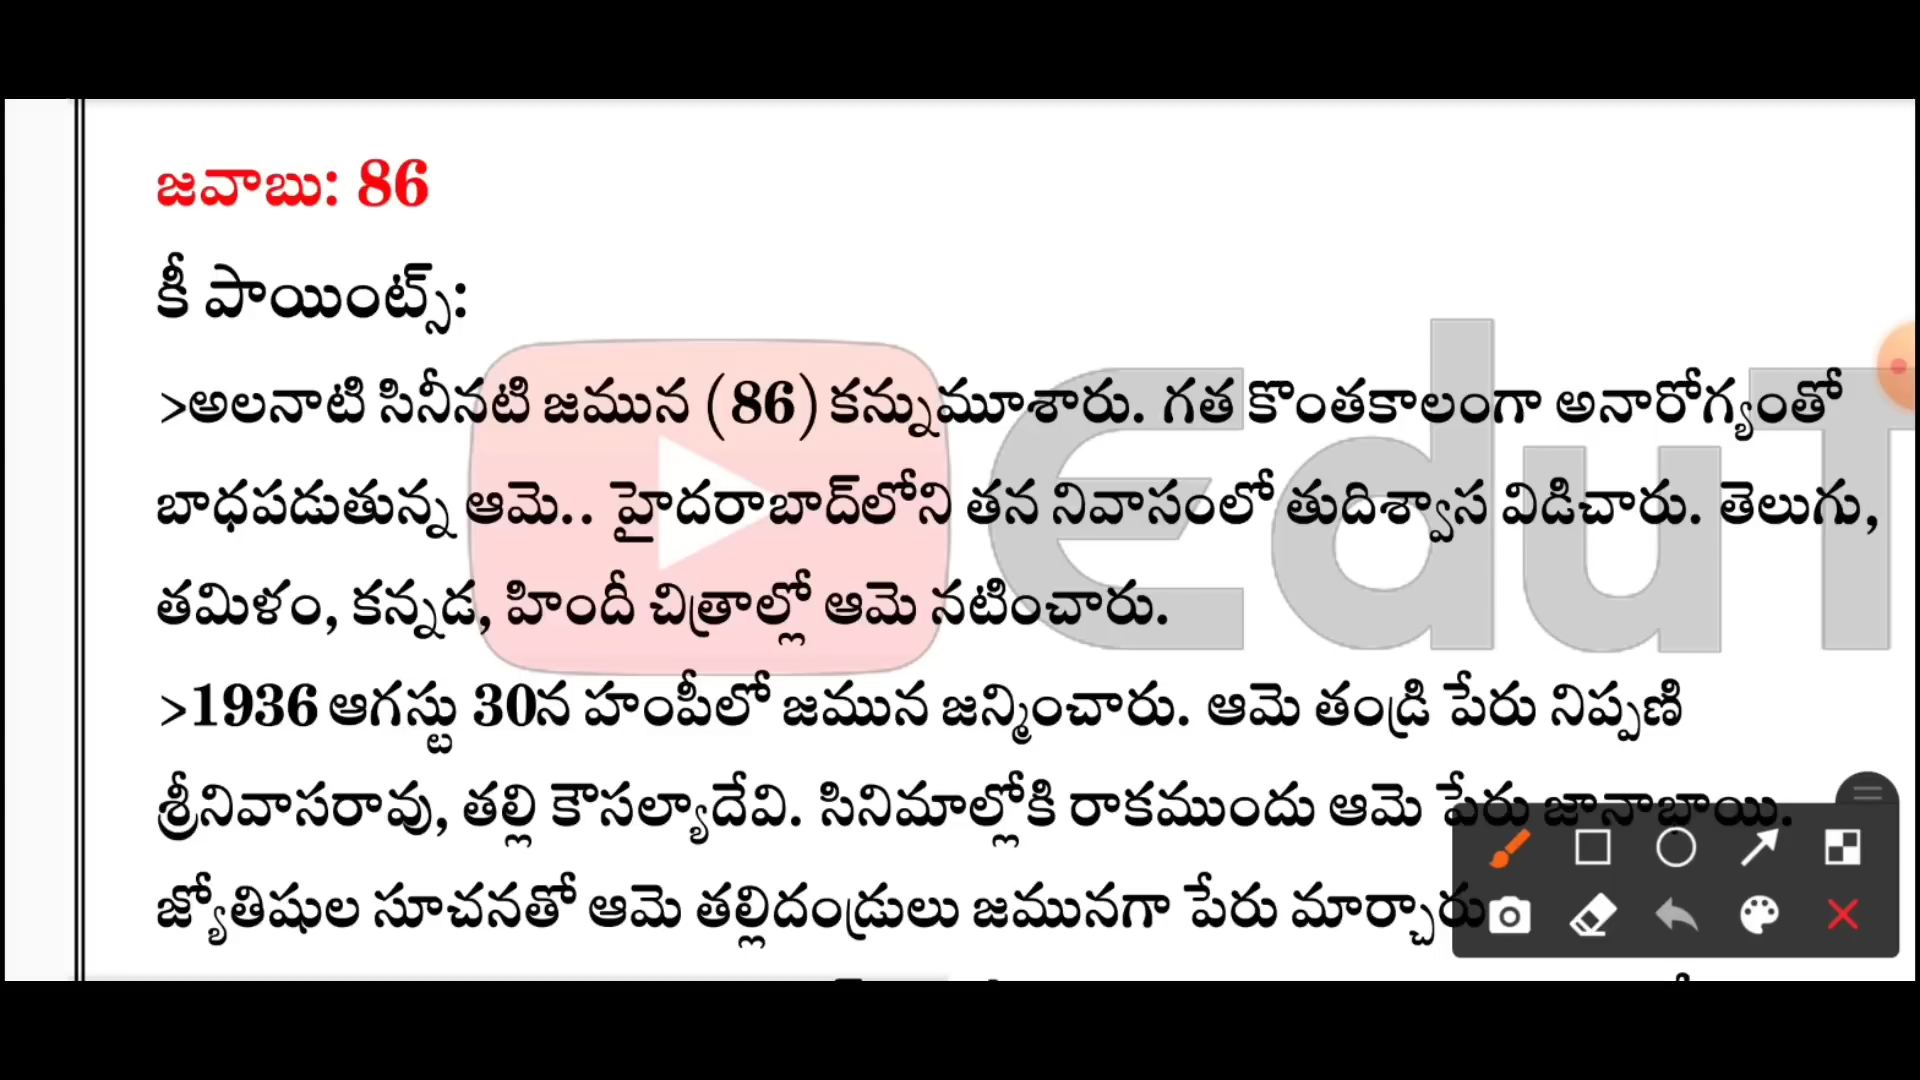 జవాబు: 86
కీ పాయింట్స్:
>అలనాటి సినీనటి జమున (86) కన్నుమూశారు. గత కొంతకాలంగా అనారోగ్యంతో
బాధపడుతున్న ఆమె.. హైదరాబాద్‌లోని తన నివాసంలో తుదిశ్వాస విడిచారు. తెలుగు,
తమిళం, కన్నడ, హిందీ చిత్రాల్లో ఆమె నటించారు.
>1936 ఆగస్టు 30న హంపీలో జమున జన్మించారు. ఆమె తండ్రి పేరు నిప్పణి
శ్రీనివాసరావు, తల్లి కౌసల్యాదేవి. సినిమాల్లోకి రాకముందు ఆమె పేరు జానాబాయి.
జ్యోతిషుల సూచనతో ఆమె తల్లిదండ్రులు జమునగా పేరు మార్చారు
EduT